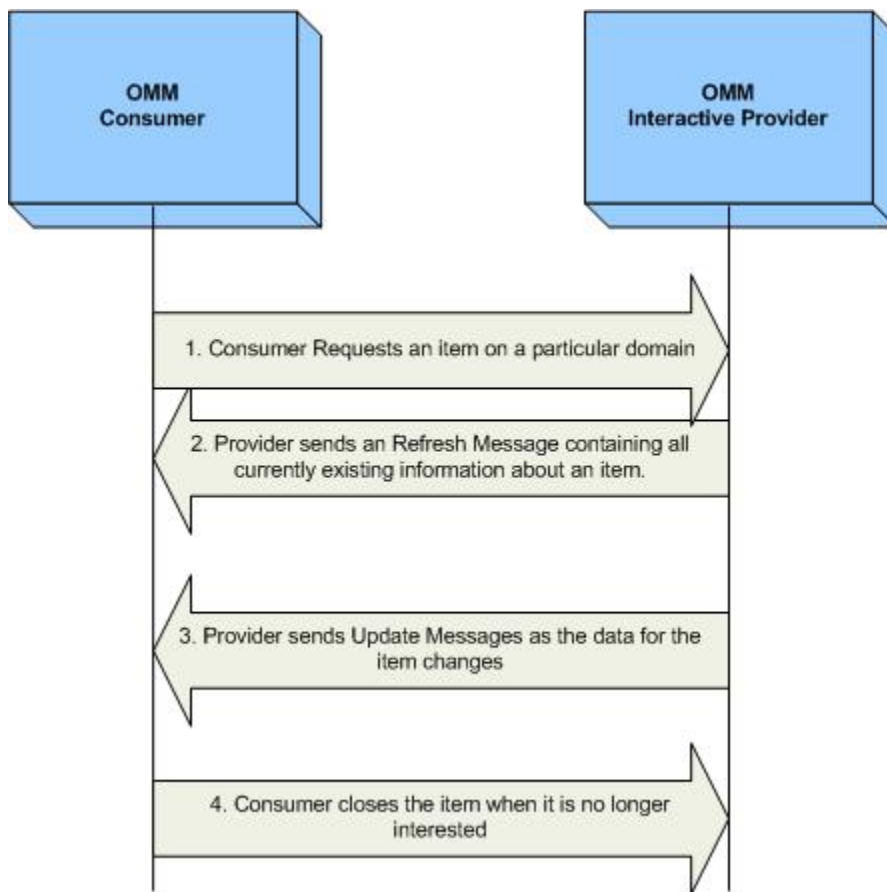 OMM
Consumer
OMM
Interactive Provider
1. Consumer Requests an item on a particular domain
2. Provider sends an Refresh Message containing all
currently existing information about an item.
3. Provider sends Update Messages as the data for the
item changes
4. Consumer closes the item when it is no longer
interested